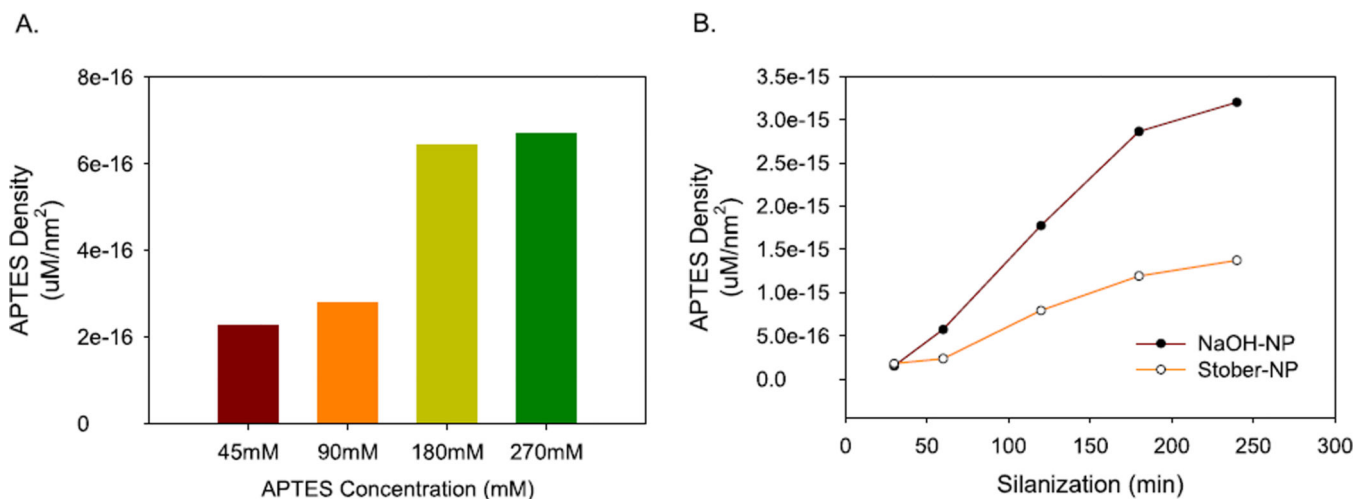 A.
8e-16
6e-16
4e-16
2e-16
0
APTES Density
(uM/nm²)
45mM 90mM 180mM 270mM
APTES Concentration (mM)
B.
3.5e-15
3.0e-15
2.5e-15
2.0e-15
1.5e-15
1.0e-15
5.0e-16
0.0
APTES Density
(uM/nm²)
NaOH-NP
Stober-NP
0 50 100 150 200 250 300
Silanization (min)